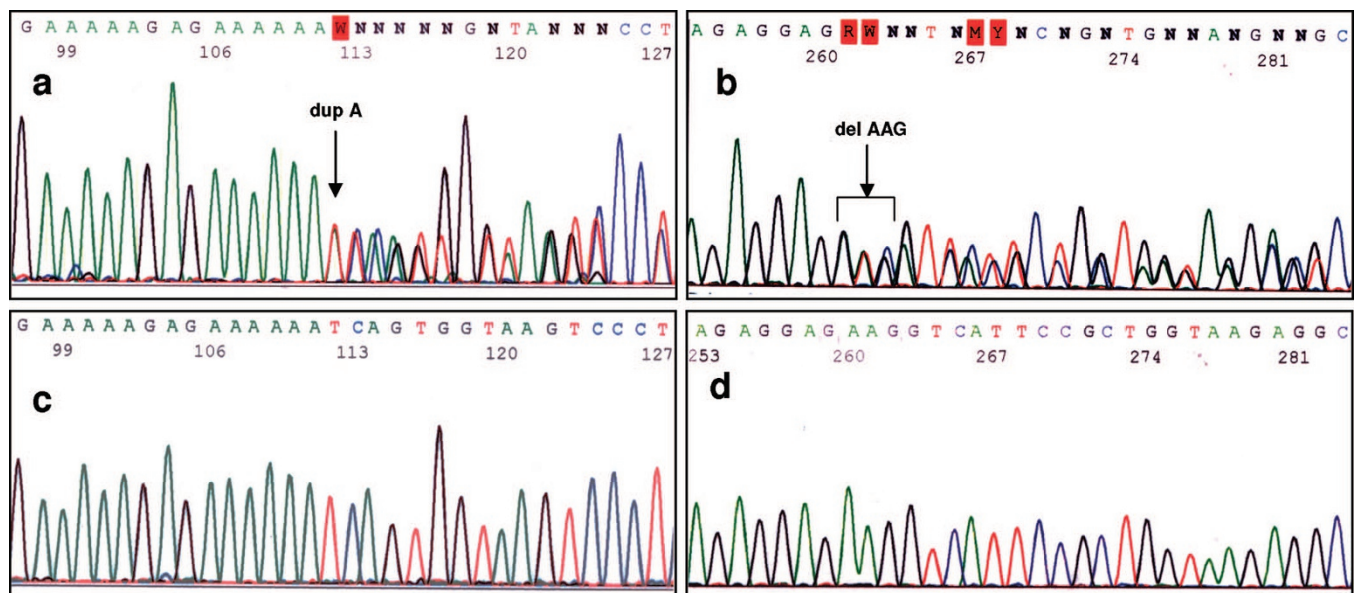 G A A A A A G A G A A A A A A W N N N N N G N T A N N N C C T
99 106 113 120 127
a
dup A
A G A G G A G R W N N T N M Y N C N G N T G N N A N G N N G C
260 267 274 281
b
del AAG
G A A A A A G A G A A A A A A T C A G T G G T A A G T C C C T
99 106 113 120 127
c
A G A G G A G A A G G T C A T T C C G C T G G T A A G A G G C
253 260 267 274 281
d